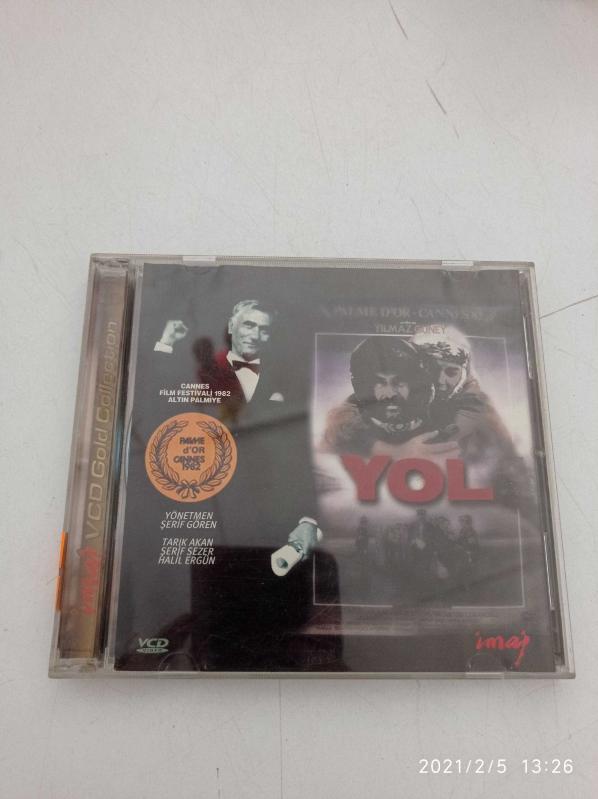 imaj VCD Gold Collection
PALME D'OR - CANNES
YILMAZ GÜNEY
CANNES
FİLM FESTİVALİ 1982
ALTIN PALMİYE
PALME
d'OR
CANNES
1982
YOL
YÖNETMEN
ŞERİF GÖREN
TARIK AKAN
ŞERİF SEZER
HALİL ERGÜN
VCD
VIDEO
imaj
2021/2/5 13:26